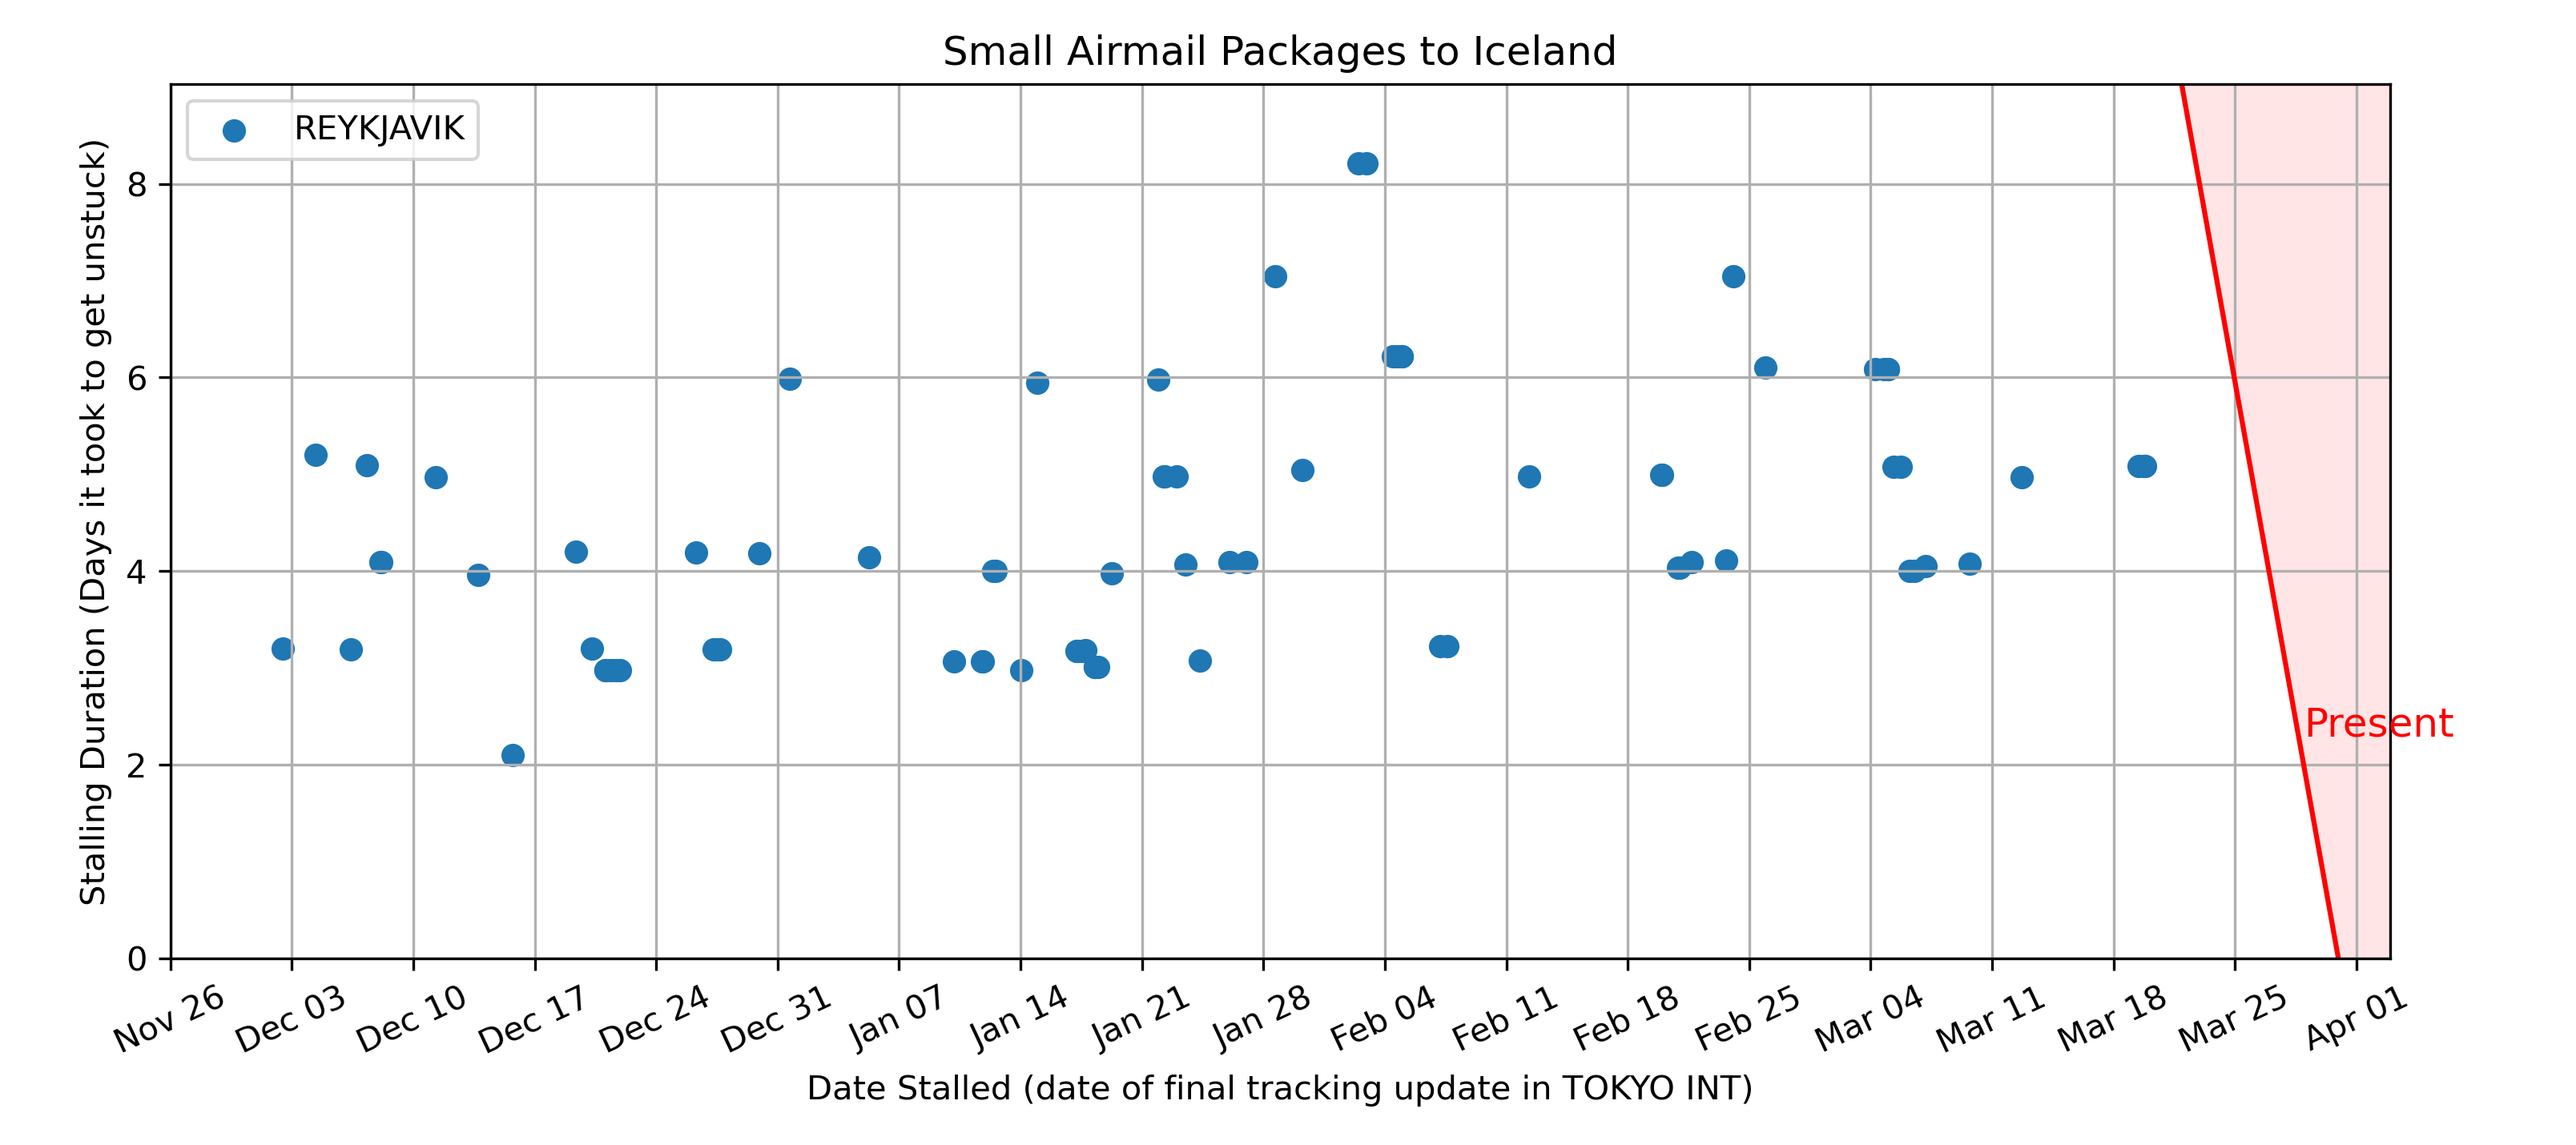 Small Airmail Packages to Iceland
REYKJAVIK
Stalling Duration (Days it took to get unstuck)
8
6
4
2
0
Present
Nov 26 Dec 03 Dec 10 Dec 17 Dec 24 Dec 31 Jan 07 Jan 14 Jan 21 Jan 28 Feb 04 Feb 11 Feb 18 Feb 25 Mar 04 Mar 11 Mar 18 Mar 25 Apr 01
Date Stalled (date of final tracking update in TOKYO INT)